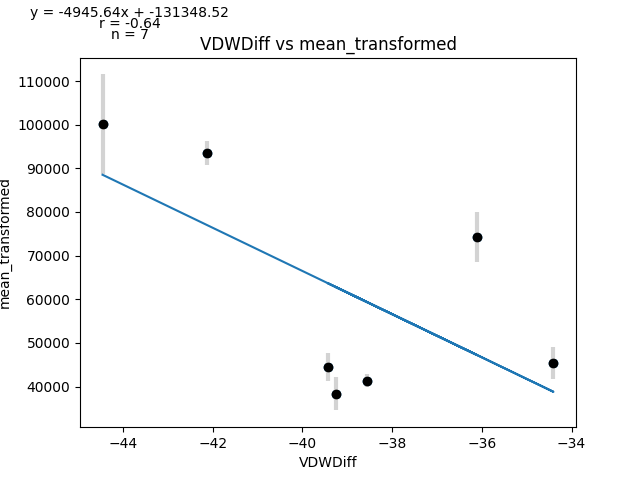 y = -4945.64x + -131348.52
r = -0.64
n = 7
VDWDiff vs mean_transformed
110000
100000
90000
80000
70000
60000
50000
40000
mean_transformed
−44
−42
−40
−38
−36
−34
VDWDiff